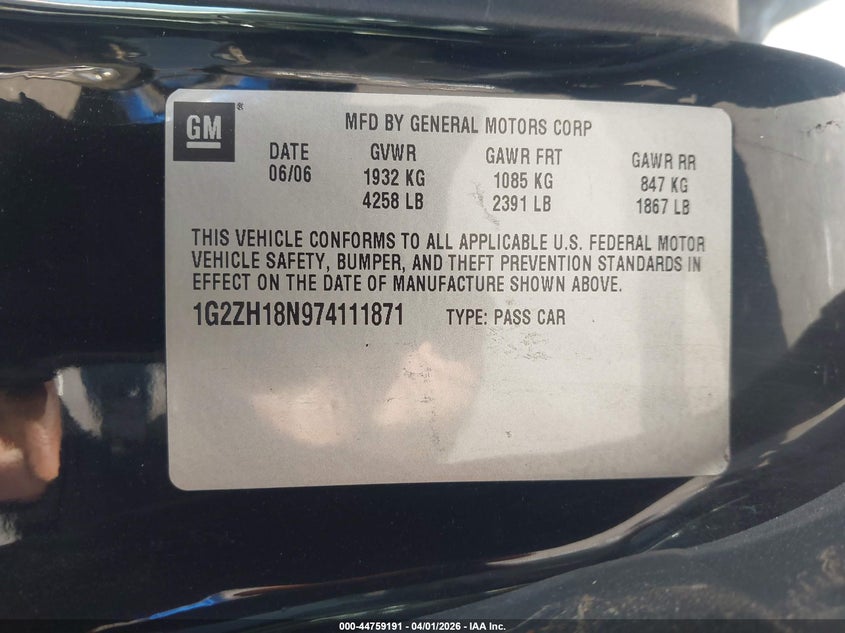 GM ®
MFD BY GENERAL MOTORS CORP
DATE GVWR GAWR FRT GAWR RR
06/06 1932 KG 1085 KG 847 KG
4258 LB 2391 LB 1867 LB
THIS VEHICLE CONFORMS TO ALL APPLICABLE U.S. FEDERAL MOTOR
VEHICLE SAFETY, BUMPER, AND THEFT PREVENTION STANDARDS IN
EFFECT ON THE DATE OF MANUFACTURE SHOWN ABOVE.
1G2ZH18N974111871 TYPE: PASS CAR
000-44759191 - 04/01/2026 - IAA Inc.